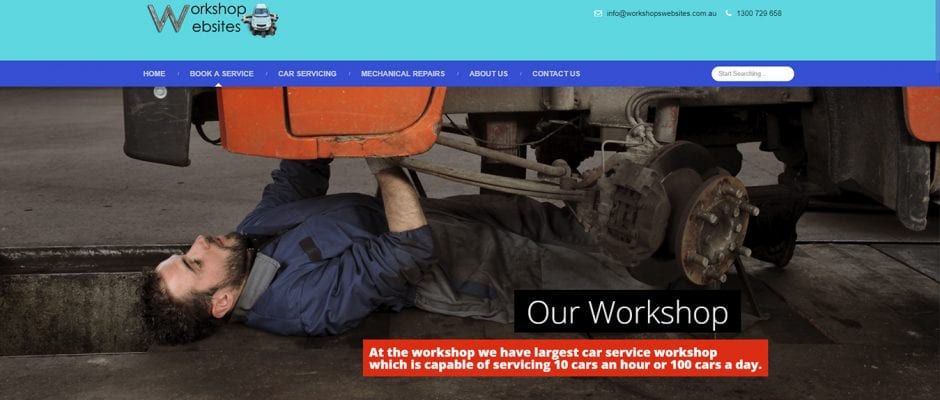 Workshop
Websites
info@workshopswebsites.com.au 1300 729 658
HOME / BOOK A SERVICE / CAR SERVICING / MECHANICAL REPAIRS / ABOUT US / CONTACT US
Start Searching...
Our Workshop
At the workshop we have largest car service workshop
which is capable of servicing 10 cars an hour or 100 cars a day.